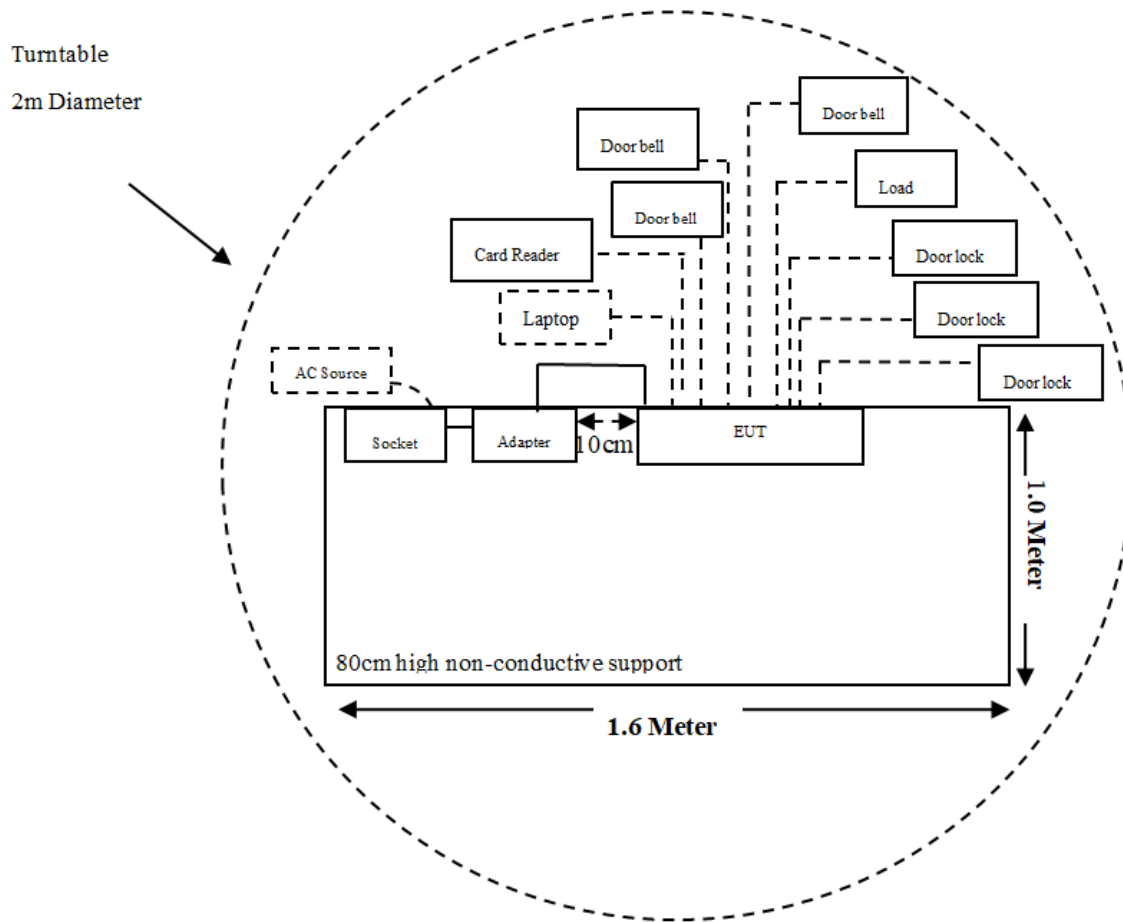 Turntable
2m Diameter
Door bell
Door bell
Load
Door bell
Card Reader
Door lock
Laptop
Door lock
AC Source
Door lock
Socket
Adapter
10cm
EUT
1.0 Meter
80cm high non-conductive support
1.6 Meter